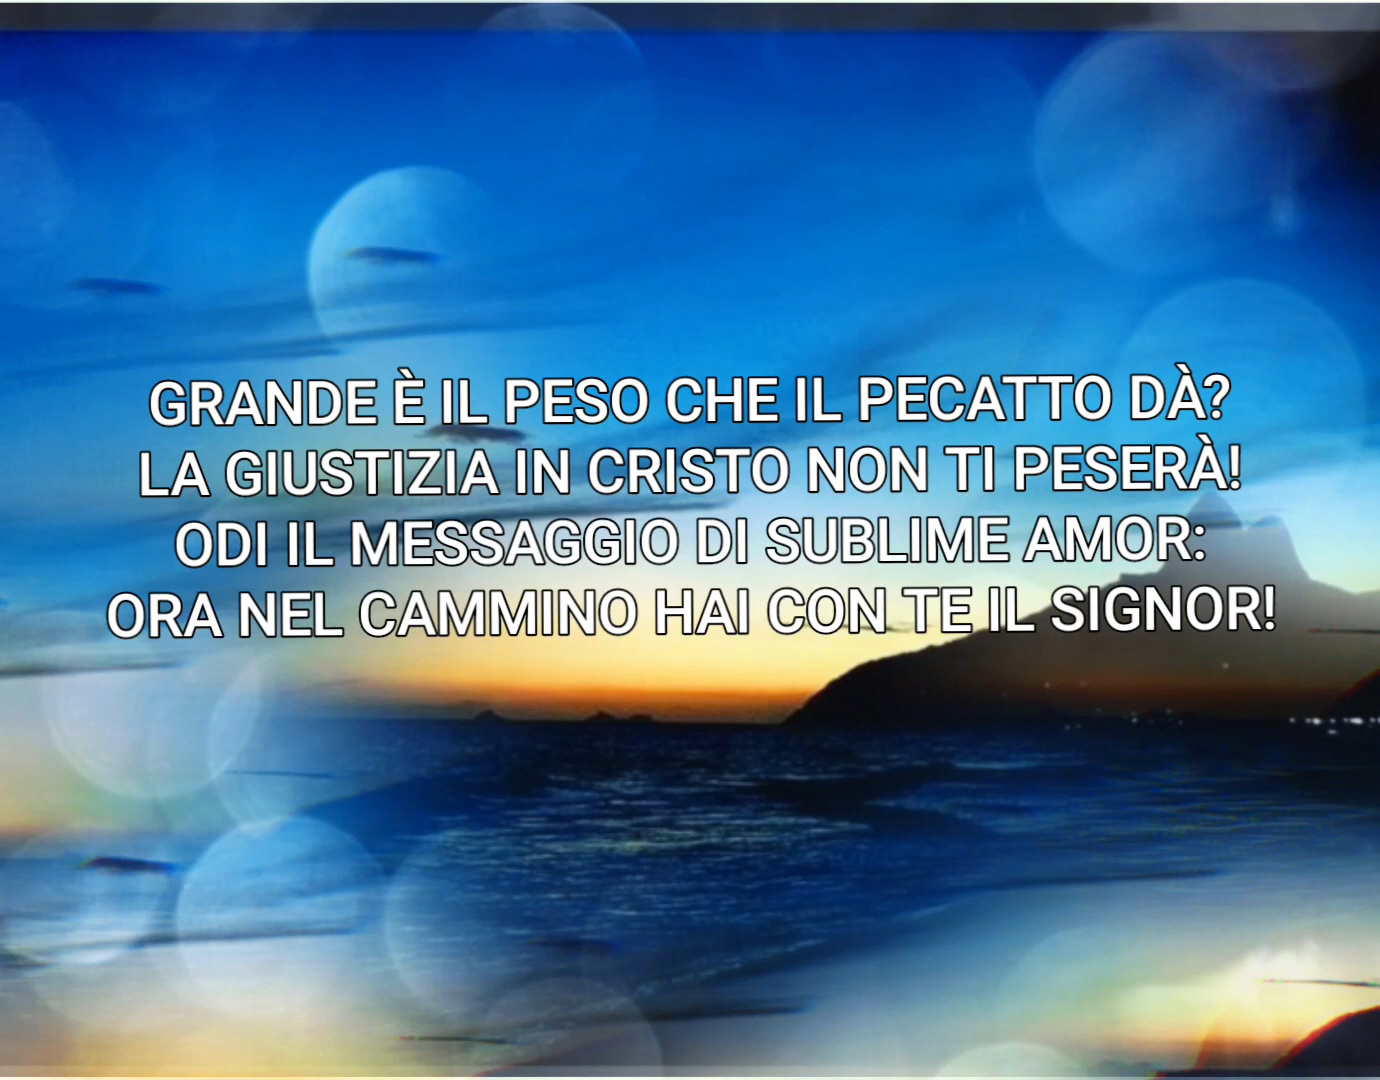 GRANDE È IL PESO CHE IL PECATTO DÀ?
LA GIUSTIZIA IN CRISTO NON TI PESERÀ!
ODI IL MESSAGGIO DI SUBLIME AMOR:
ORA NEL CAMMINO HAI CON TE IL SIGNOR!